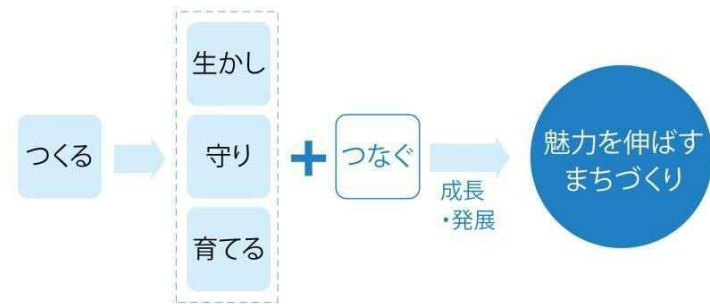 つくる
生かし
守り
育てる
+
つなぐ
成長
・発展
魅力を伸ばす
まちづくり